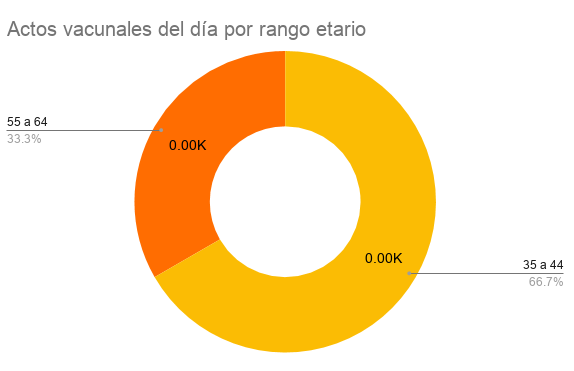 Actos vacunales del día por rango etario
55 a 64
33.3%
0.00K
0.00K
35 a 44
66.7%